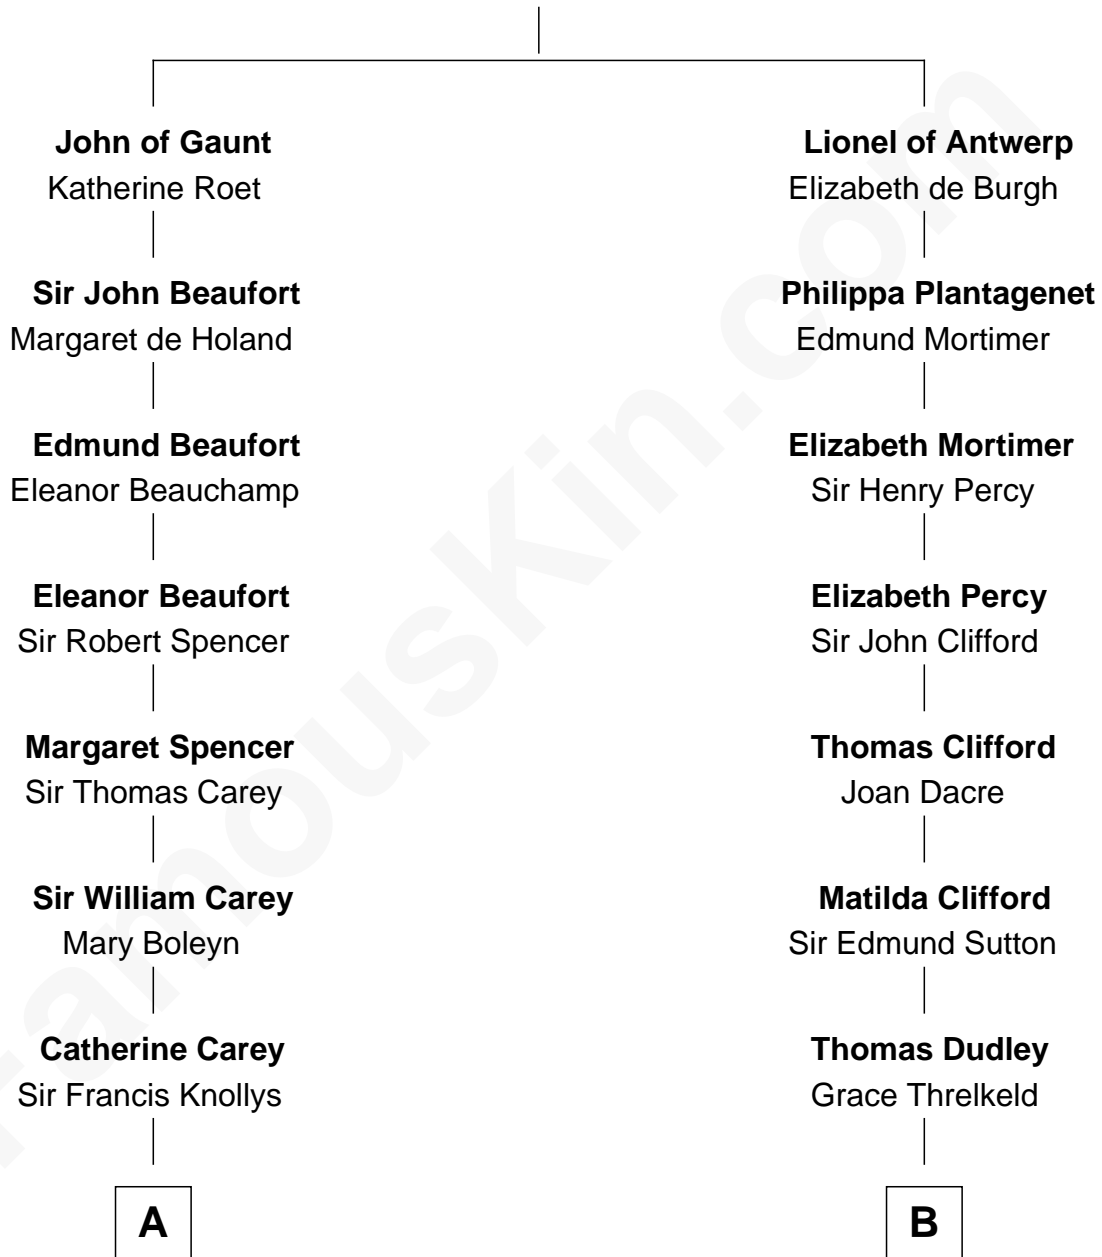 John of Gaunt
Katherine Roet
Sir John Beaufort
Margaret de Holand
Edmund Beaufort
Eleanor Beauchamp
Eleanor Beaufort
Sir Robert Spencer
Margaret Spencer
Sir Thomas Carey
Sir William Carey
Mary Boleyn
Catherine Carey
Sir Francis Knollys
A
Lionel of Antwerp
Elizabeth de Burgh
Philippa Plantagenet
Edmund Mortimer
Elizabeth Mortimer
Sir Henry Percy
Elizabeth Percy
Sir John Clifford
Thomas Clifford
Joan Dacre
Matilda Clifford
Sir Edmund Sutton
Thomas Dudley
Grace Threlkeld
B
FamousKin.com